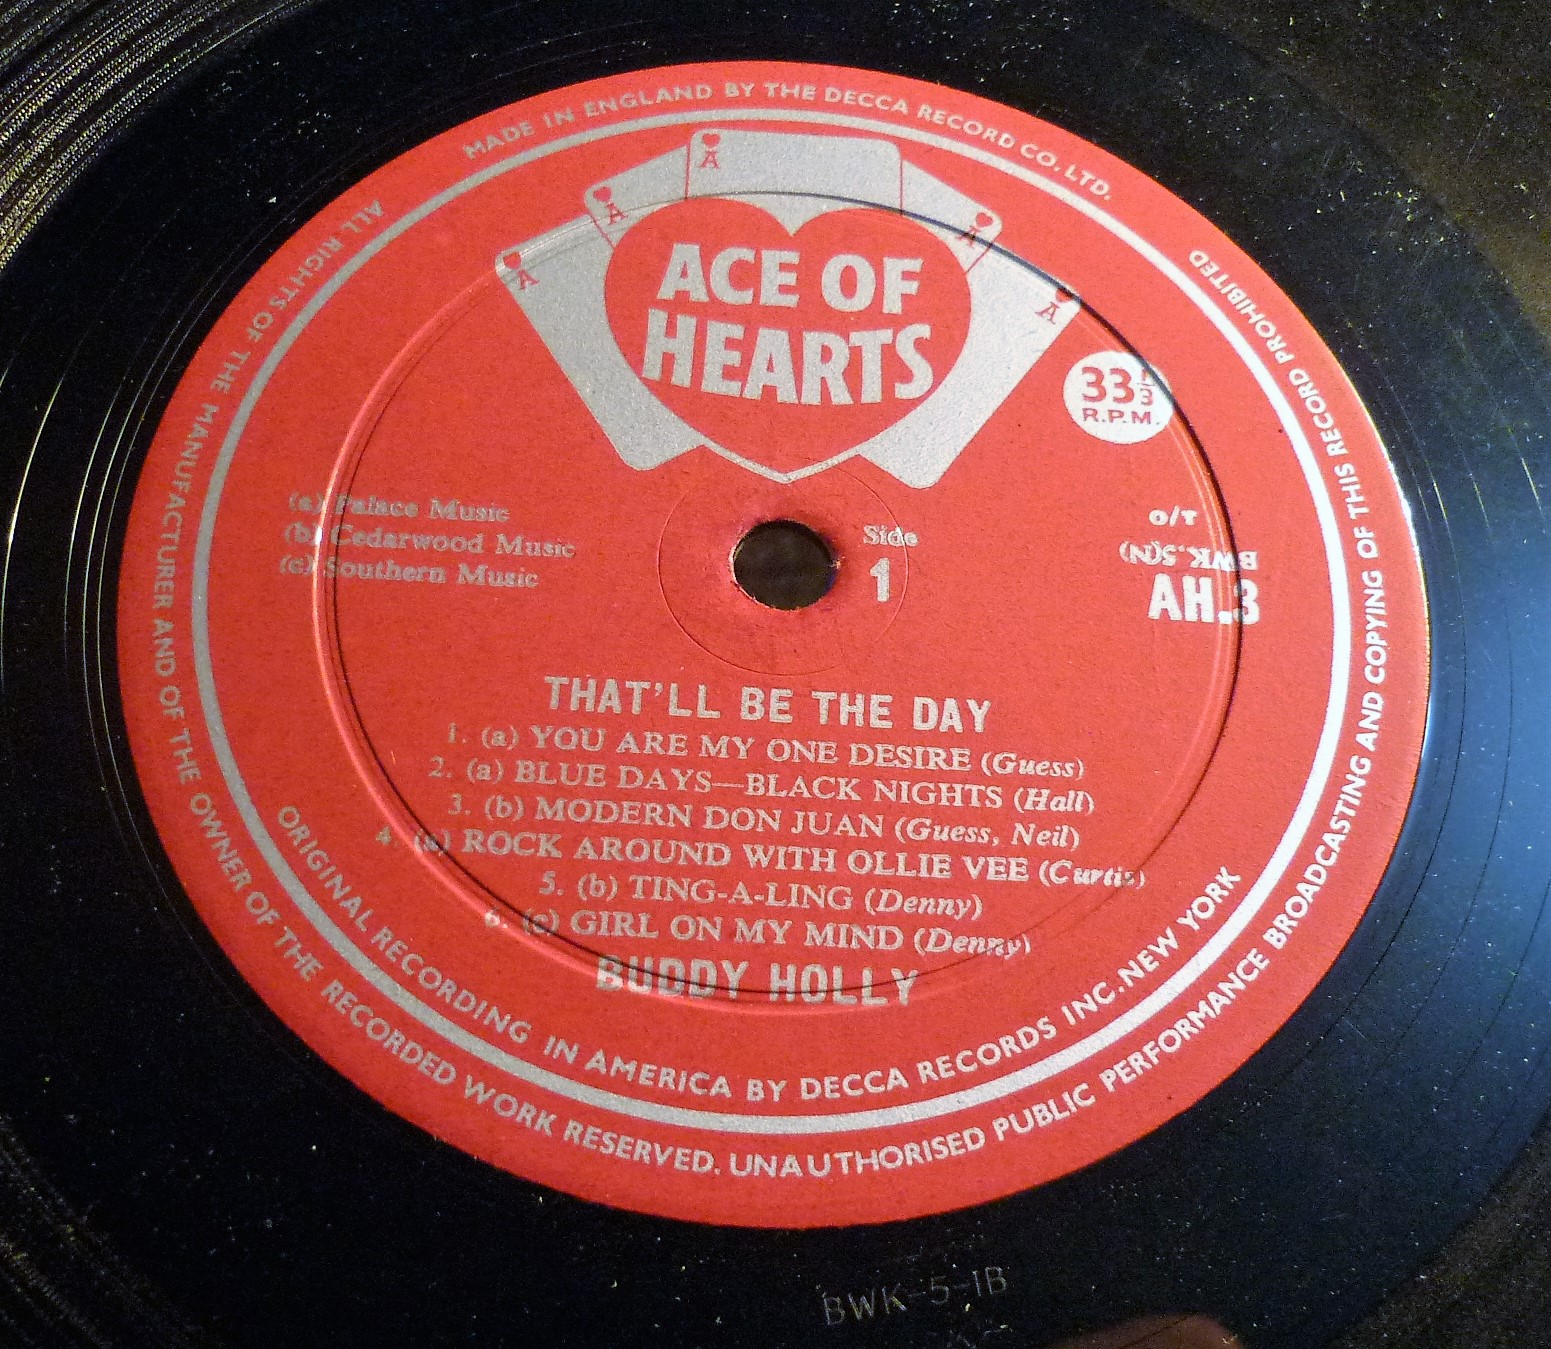 MADE IN ENGLAND BY THE DECCA RECORD CO. LTD.
ALL RIGHTS OF THE MANUFACTURER AND OF THE OWNER OF THE RECORDED WORK RESERVED. UNAUTHORISED PUBLIC PERFORMANCE BROADCASTING AND COPYING OF THIS RECORD PROHIBITED
A
A
A
A
A
ACE OF
HEARTS
33⅓
R.P.M.
(a) Palace Music
(b) Cedarwood Music
(c) Southern Music
Side
1
O/T
BWK.5(N)
AH.3
THAT'LL BE THE DAY
1. (a) YOU ARE MY ONE DESIRE (Guess)
2. (a) BLUE DAYS—BLACK NIGHTS (Hall)
3. (b) MODERN DON JUAN (Guess, Neil)
4. (a) ROCK AROUND WITH OLLIE VEE (Curtis)
5. (b) TING-A-LING (Denny)
6. (c) GIRL ON MY MIND (Denny)
BUDDY HOLLY
ORIGINAL RECORDING IN AMERICA BY DECCA RECORDS INC. NEW YORK
BWK-5-1B